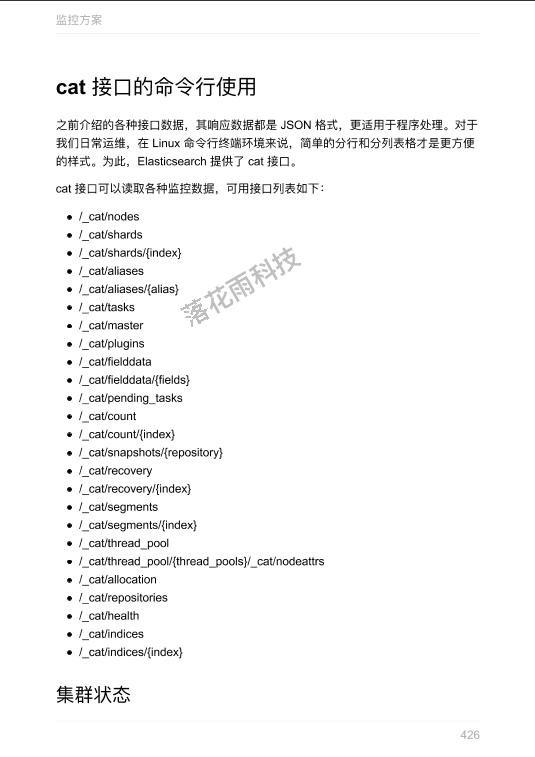 监控方案
cat 接口的命令行使用
之前介绍的各种接口数据，其响应数据都是 JSON 格式，更适用于程序处理。对于
我们日常运维，在 Linux 命令行终端环境来说，简单的分行和分列表格才是更方便
的样式。为此，Elasticsearch 提供了 cat 接口。
cat 接口可以读取各种监控数据，可用接口列表如下：
• /_cat/nodes
• /_cat/shards
• /_cat/shards/{index}
• /_cat/aliases
• /_cat/aliases/{alias}
• /_cat/tasks
• /_cat/master
• /_cat/plugins
• /_cat/fielddata
• /_cat/fielddata/{fields}
• /_cat/pending_tasks
• /_cat/count
• /_cat/count/{index}
• /_cat/snapshots/{repository}
• /_cat/recovery
• /_cat/recovery/{index}
• /_cat/segments
• /_cat/segments/{index}
• /_cat/thread_pool
• /_cat/thread_pool/{thread_pools}/_cat/nodeattrs
• /_cat/allocation
• /_cat/repositories
• /_cat/health
• /_cat/indices
• /_cat/indices/{index}
落花雨科技
集群状态
426